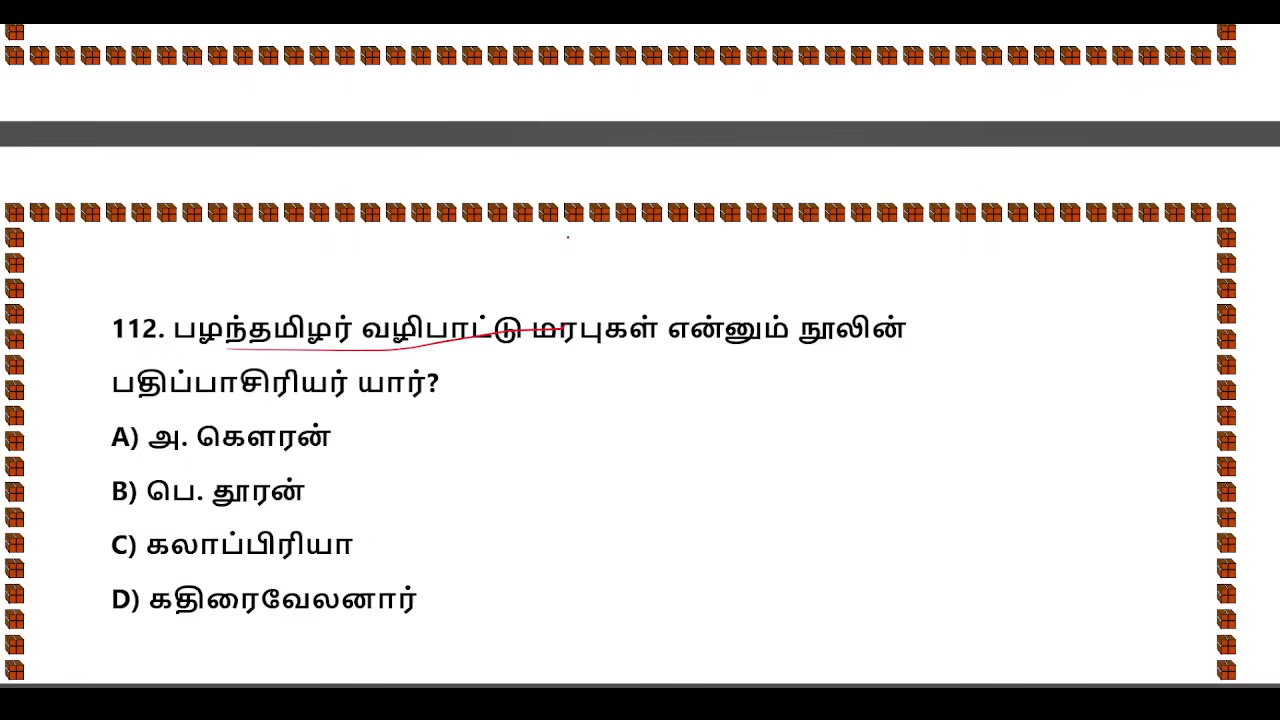 112. பழந்தமிழர் வழிபாட்டு மரபுகள் என்னும் நூலின்
பதிப்பாசிரியர் யார்?
A) அ. கௌரன்
B) பெ. தூரன்
C) கலாப்பிரியா
D) கதிரைவேலனார்